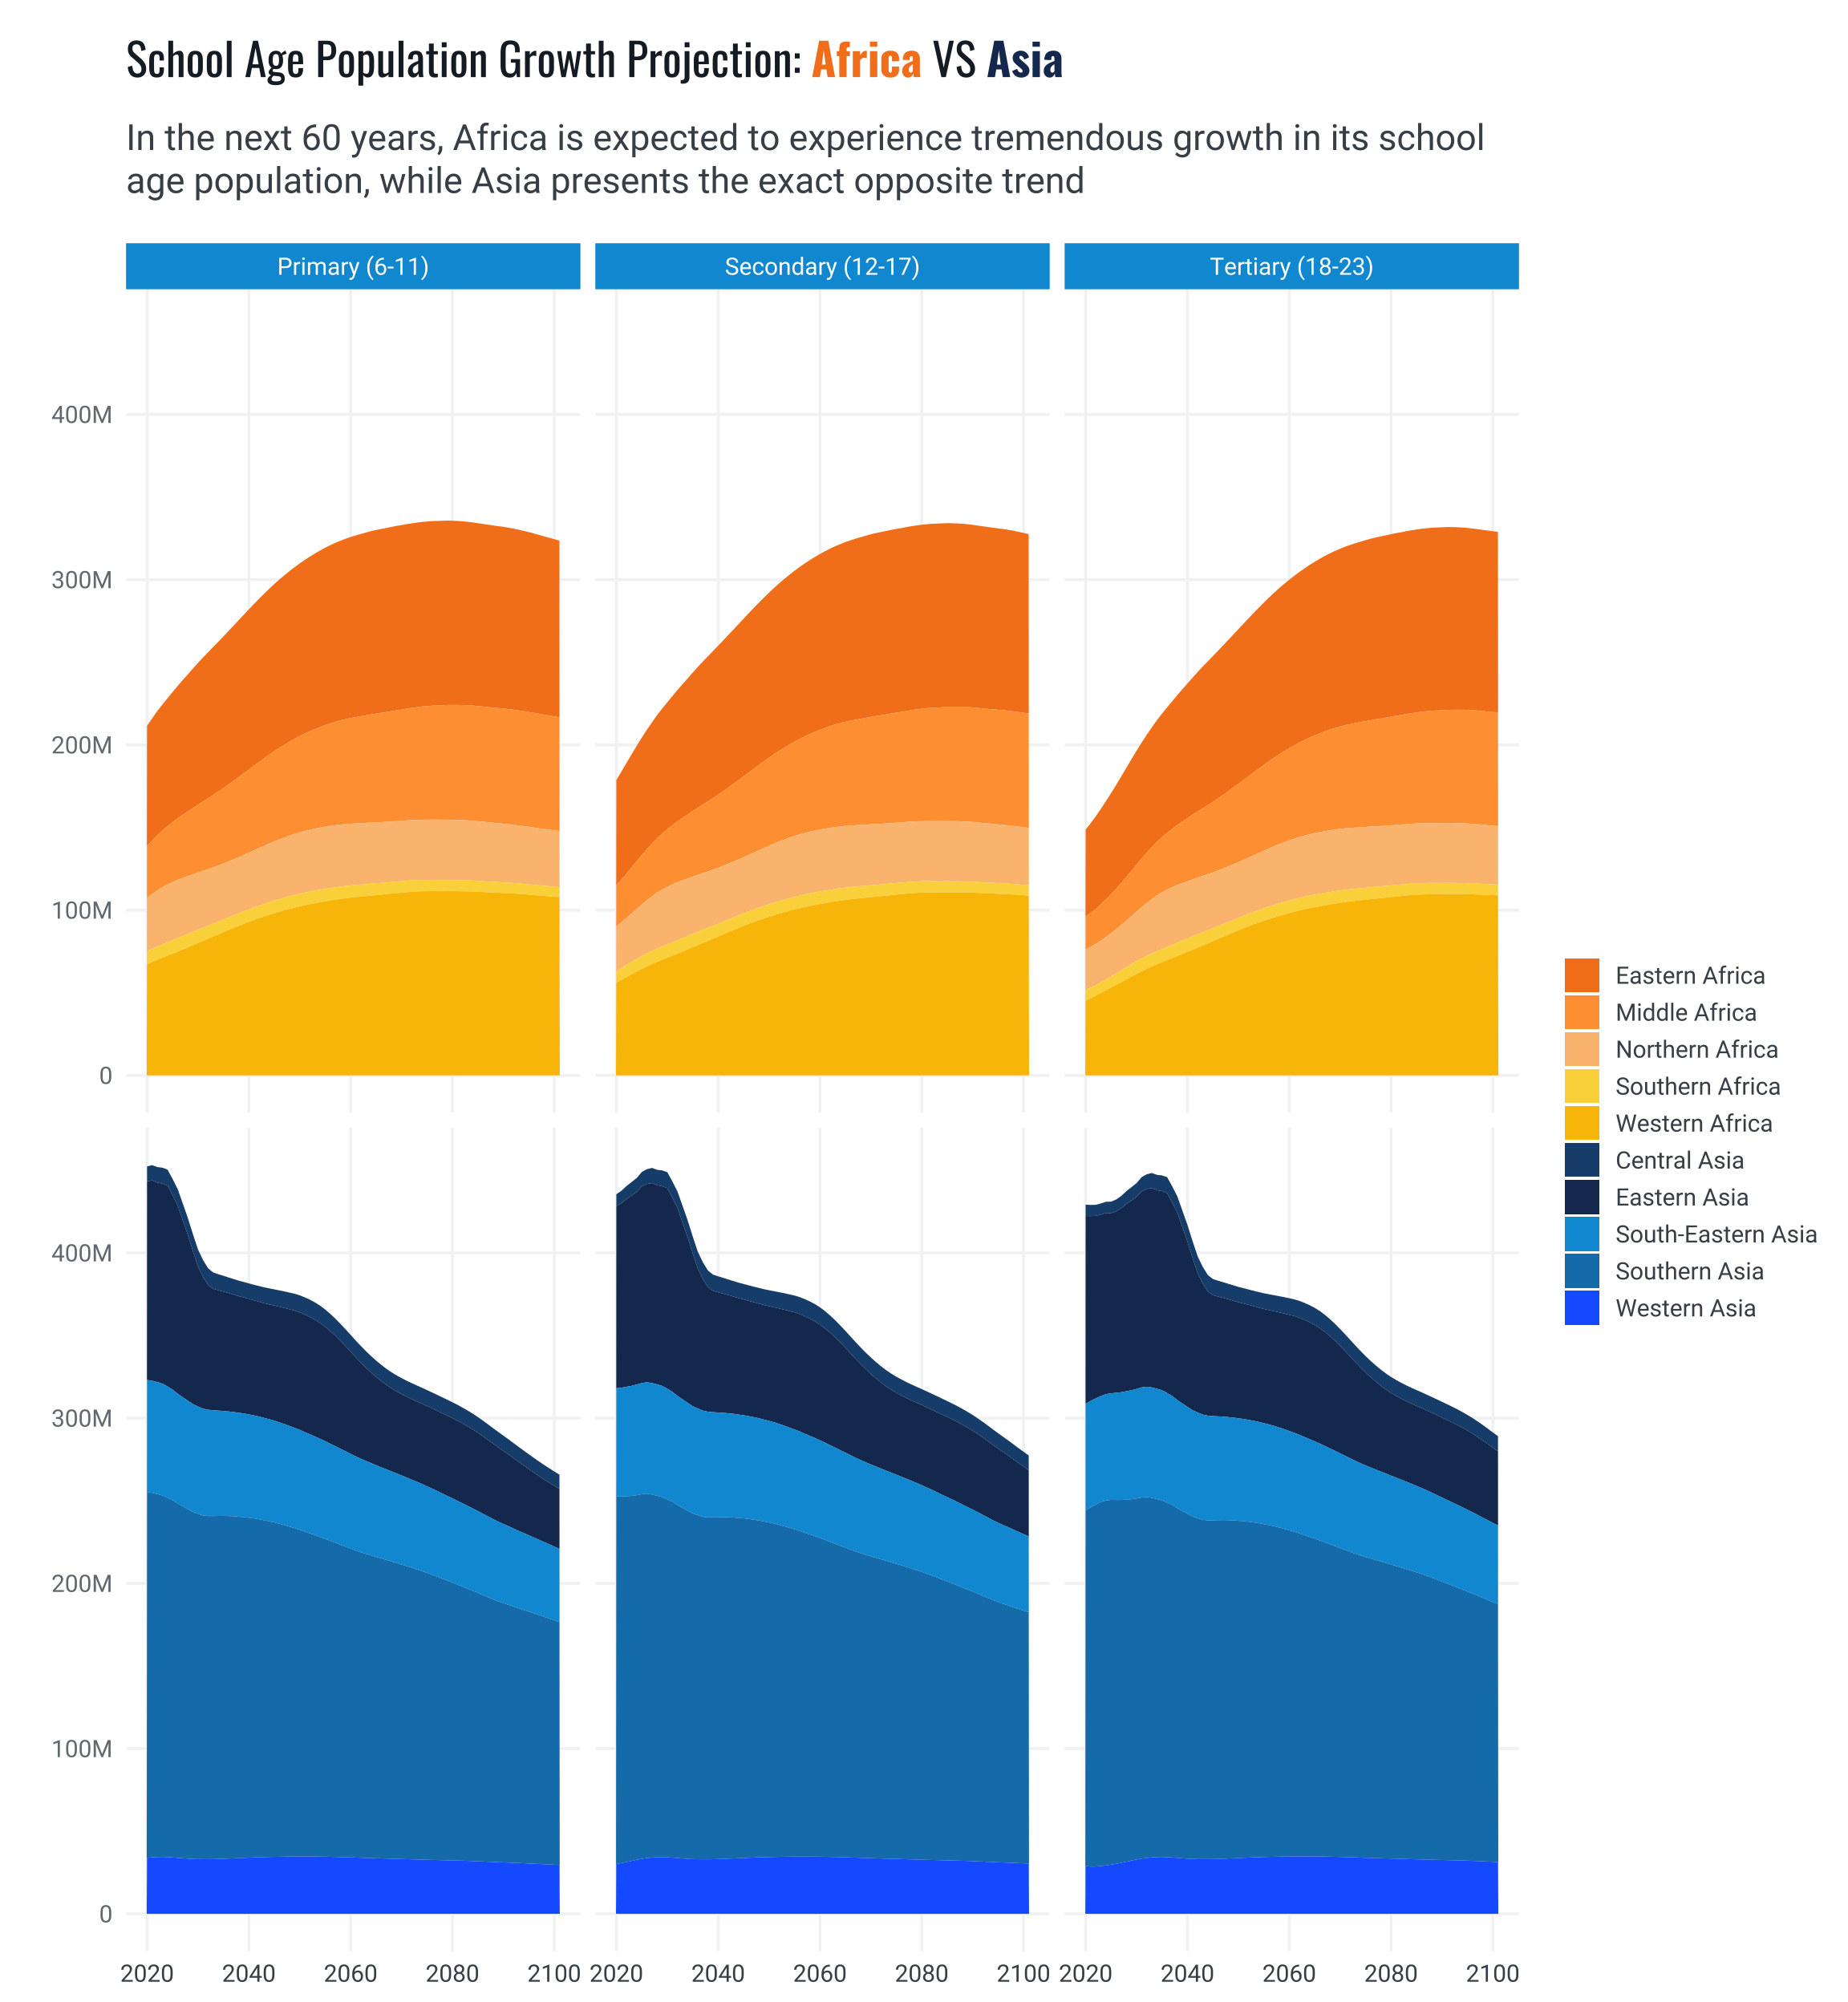 School Age Population Growth Projection: Africa VS Asia
In the next 60 years, Africa is expected to experience tremendous growth in its school
age population, while Asia presents the exact opposite trend
Primary (6-11) Secondary (12-17) Tertiary (18-23)
400M
300M
200M
100M
0
Eastern Africa
Middle Africa
Northern Africa
Southern Africa
Western Africa
Central Asia
Eastern Asia
South-Eastern Asia
Southern Asia
Western Asia
400M
300M
200M
100M
0
2020 2040 2060 2080 2100 2020 2040 2060 2080 2100 2020 2040 2060 2080 2100